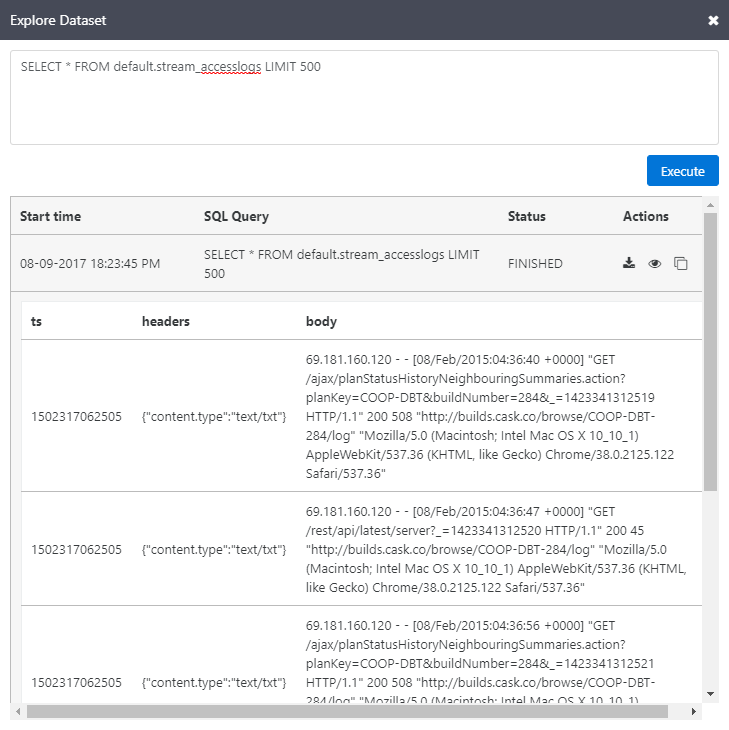 Explore Dataset
SELECT * FROM default.stream_accesslogs LIMIT 500
Execute
Start time SQL Query Status Actions
08-09-2017 18:23:45 PM SELECT * FROM default.stream_accesslogs LIMIT FINISHED
500
ts headers body
69.181.160.120 - - [08/Feb/2015:04:36:40 +0000] "GET
/ajax/planStatusHistoryNeighbouringSummaries.action?
planKey=COOP-DBT&buildNumber=284&_=1423341312519
1502317062505 {"content.type":"text/txt"} HTTP/1.1" 200 508 "http://builds.cask.co/browse/COOP-DBT-
284/log" "Mozilla/5.0 (Macintosh; Intel Mac OS X 10_10_1)
AppleWebKit/537.36 (KHTML, like Gecko) Chrome/38.0.2125.122
Safari/537.36"
69.181.160.120 - - [08/Feb/2015:04:36:47 +0000] "GET
/rest/api/latest/server?_=1423341312520 HTTP/1.1" 200 45
1502317062505 {"content.type":"text/txt"} "http://builds.cask.co/browse/COOP-DBT-284/log" "Mozilla/5.0
(Macintosh; Intel Mac OS X 10_10_1) AppleWebKit/537.36 (KHTML,
like Gecko) Chrome/38.0.2125.122 Safari/537.36"
69.181.160.120 - - [08/Feb/2015:04:36:56 +0000] "GET
/ajax/planStatusHistoryNeighbouringSummaries.action?
planKey=COOP-DBT&buildNumber=284&_=1423341312521
1502317062505 {"content.type":"text/txt"} HTTP/1.1" 200 508 "http://builds.cask.co/browse/COOP-DBT-
284/log" "Mozilla/5.0 (Macintosh; Intel Mac OS X 10_10_1)